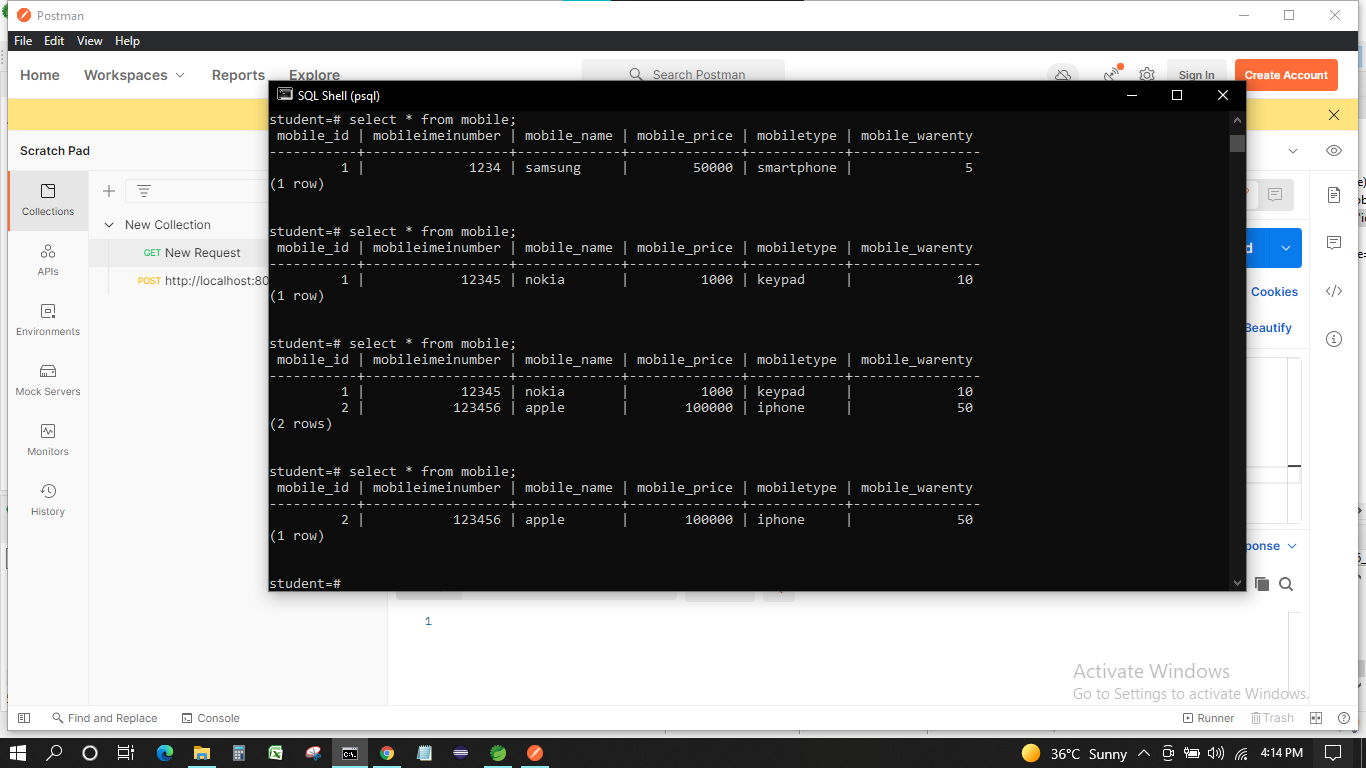 Postman
File Edit View Help
Home Workspaces Reports Explore Search Postman Sign In Create Account
SQL Shell (psql)
Scratch Pad
Collections
APIs
Environments
Mock Servers
Monitors
History
New Collection
GET New Request
POST http://localhost:80
student=# select * from mobile;
mobile_id | mobileimeinumber | mobile_name | mobile_price | mobiletype | mobile_warenty
-----------+------------------+-------------+--------------+------------+----------------
1 | 1234 | samsung | 50000 | smartphone | 5
(1 row)
student=# select * from mobile;
mobile_id | mobileimeinumber | mobile_name | mobile_price | mobiletype | mobile_warenty
-----------+------------------+-------------+--------------+------------+----------------
1 | 12345 | nokia | 1000 | keypad | 10
(1 row)
student=# select * from mobile;
mobile_id | mobileimeinumber | mobile_name | mobile_price | mobiletype | mobile_warenty
-----------+------------------+-------------+--------------+------------+----------------
1 | 12345 | nokia | 1000 | keypad | 10
2 | 123456 | apple | 100000 | iphone | 50
(2 rows)
student=# select * from mobile;
mobile_id | mobileimeinumber | mobile_name | mobile_price | mobiletype | mobile_warenty
-----------+------------------+-------------+--------------+------------+----------------
2 | 123456 | apple | 100000 | iphone | 50
(1 row)
student=#
Cookies
Beautify
ponse
1
Activate Windows
Go to Settings to activate Windows.
Find and Replace Console Runner Trash
36°C Sunny 4:14 PM